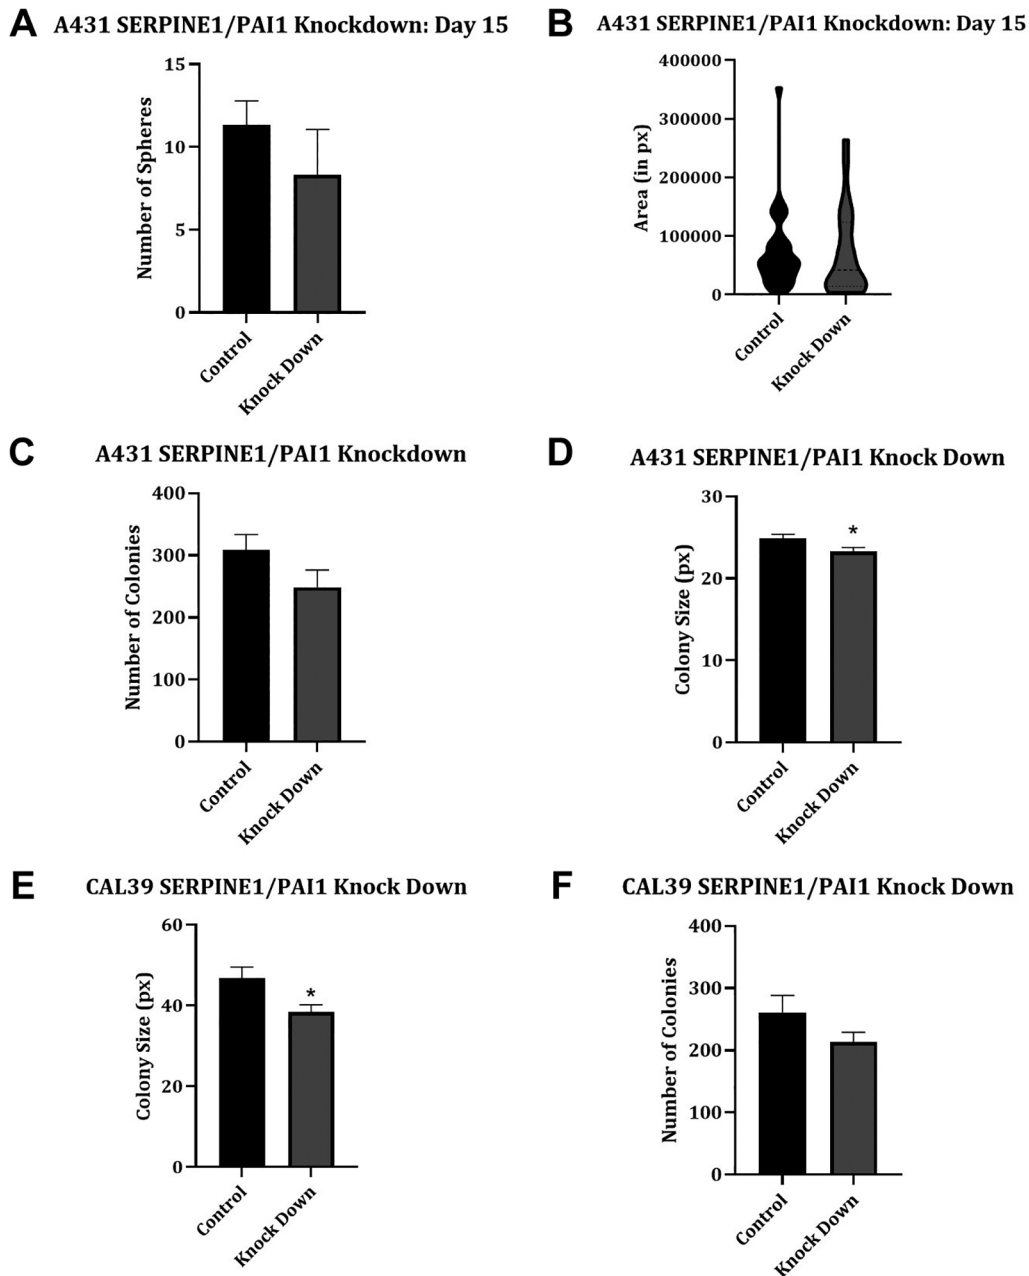 A A431 SERPINE1/PAI1 Knockdown: Day 15
Number of Spheres
15
10
5
0
Control
Knock Down
B A431 SERPINE1/PAI1 Knockdown: Day 15
Area (in px)
400000
300000
200000
100000
0
Control
Knock Down
C A431 SERPINE1/PAI1 Knockdown
Number of Colonies
400
300
200
100
0
Control
Knock Down
D A431 SERPINE1/PAI1 Knock Down
Colony Size (px)
30
20
10
0
*
Control
Knock Down
E CAL39 SERPINE1/PAI1 Knock Down
Colony Size (px)
60
40
20
0
*
Control
Knock Down
F CAL39 SERPINE1/PAI1 Knock Down
Number of Colonies
400
300
200
100
0
Control
Knock Down